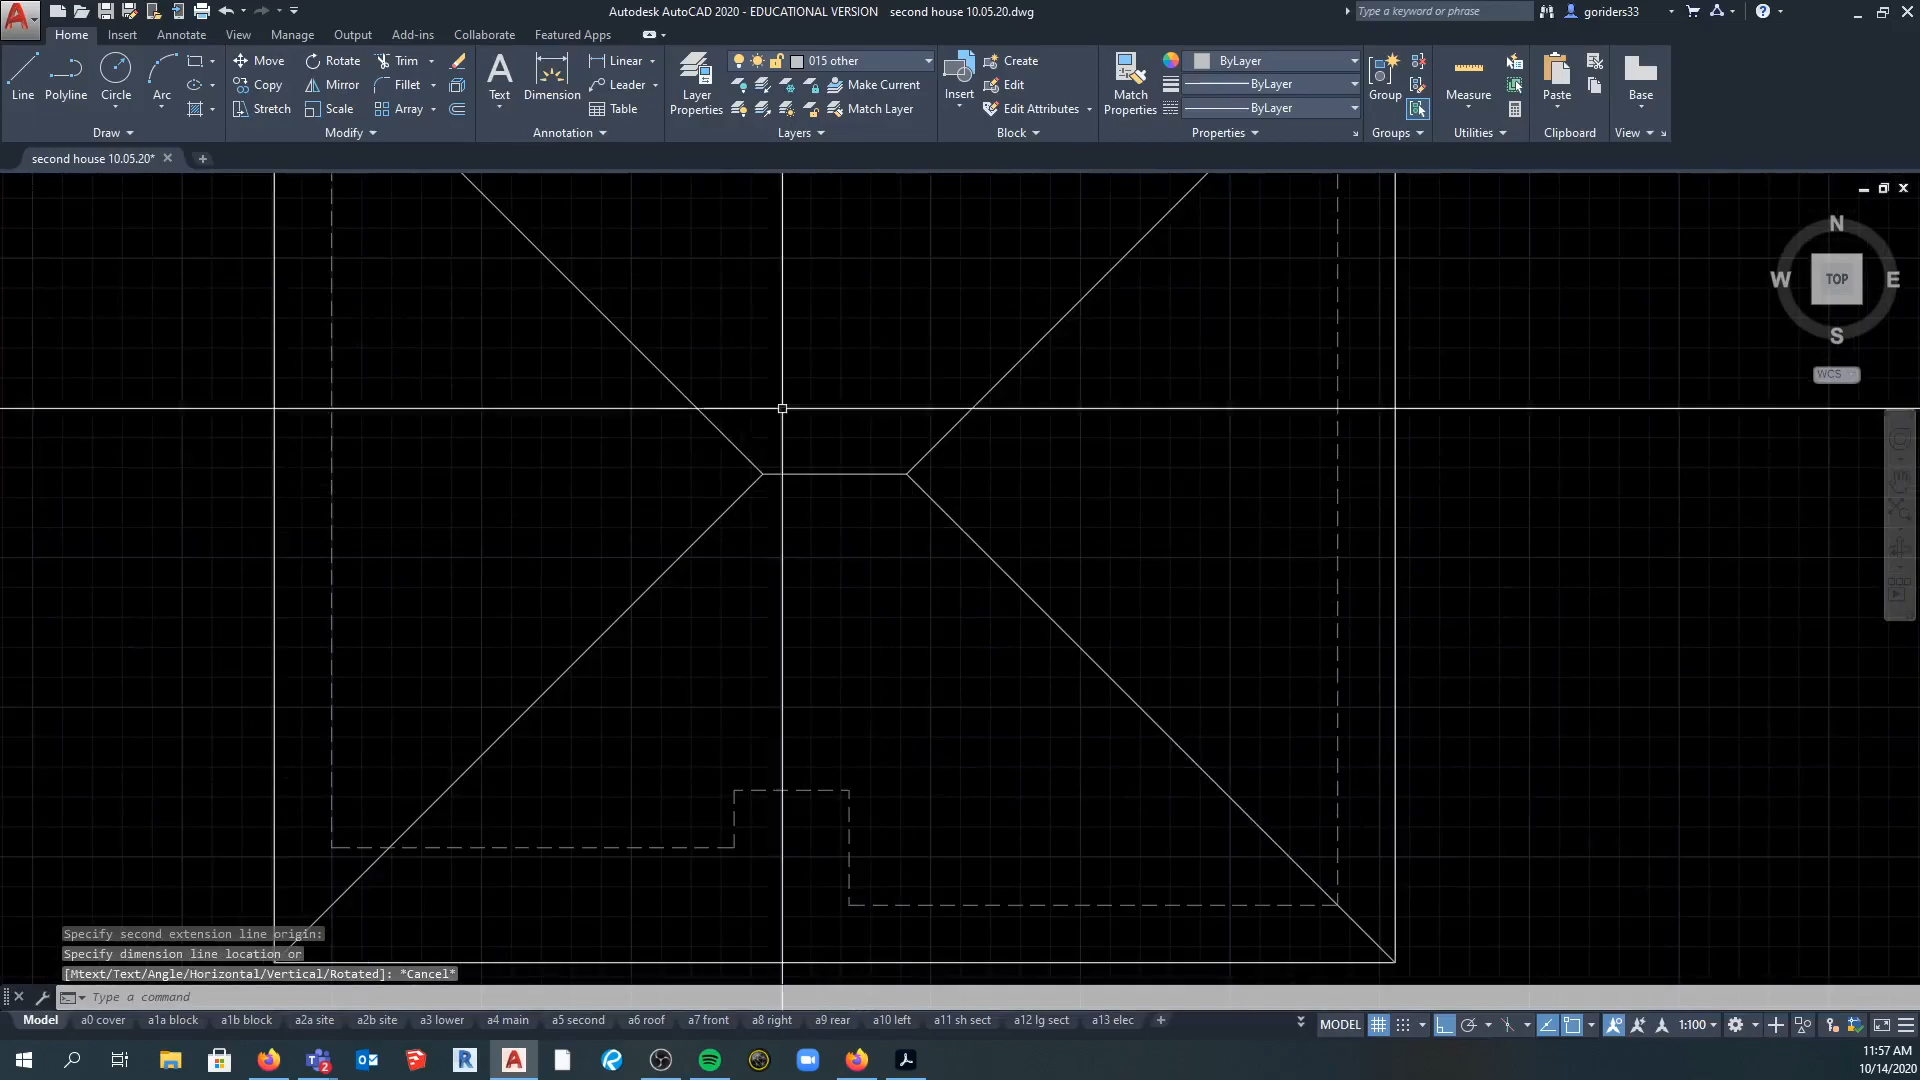 Autodesk AutoCAD 2020 - EDUCATIONAL VERSION second house 10.05.20.dwg
Type a keyword or phrase
goriders33
Home Insert Annotate View Manage Output Add-ins Collaborate Featured Apps
Line Polyline Circle Arc
Draw
Move Rotate Trim
Copy Mirror Fillet
Stretch Scale Array
Modify
Text Dimension
Linear
Leader
Table
Annotation
Layer Properties
015 other
Make Current
Match Layer
Layers
Insert
Create
Edit
Edit Attributes
Block
Match Properties
ByLayer
ByLayer
ByLayer
Properties
Group
Groups
Measure
Utilities
Paste
Clipboard
Base
View
second house 10.05.20*
N
W TOP E
S
WCS
Specify second extension line origin:
Specify dimension line location or
[Mtext/Text/Angle/Horizontal/Vertical/Rotated]: *Cancel*
Type a command
Model a0 cover a1a block a1b block a2a site a2b site a3 lower a4 main a5 second a6 roof a7 front a8 right a9 rear a10 left a11 sh sect a12 lg sect a13 elec
MODEL 1:100
2
11:57 AM
10/14/2020